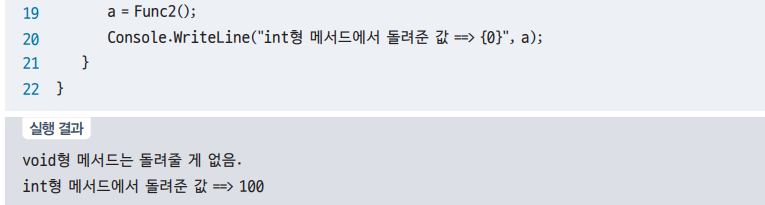 19 a = Func2();
20 Console.WriteLine("int형 메서드에서 돌려준 값 ==> {0}", a);
21 }
22 }
실행 결과
void형 메서드는 돌려줄 게 없음.
int형 메서드에서 돌려준 값 ==> 100